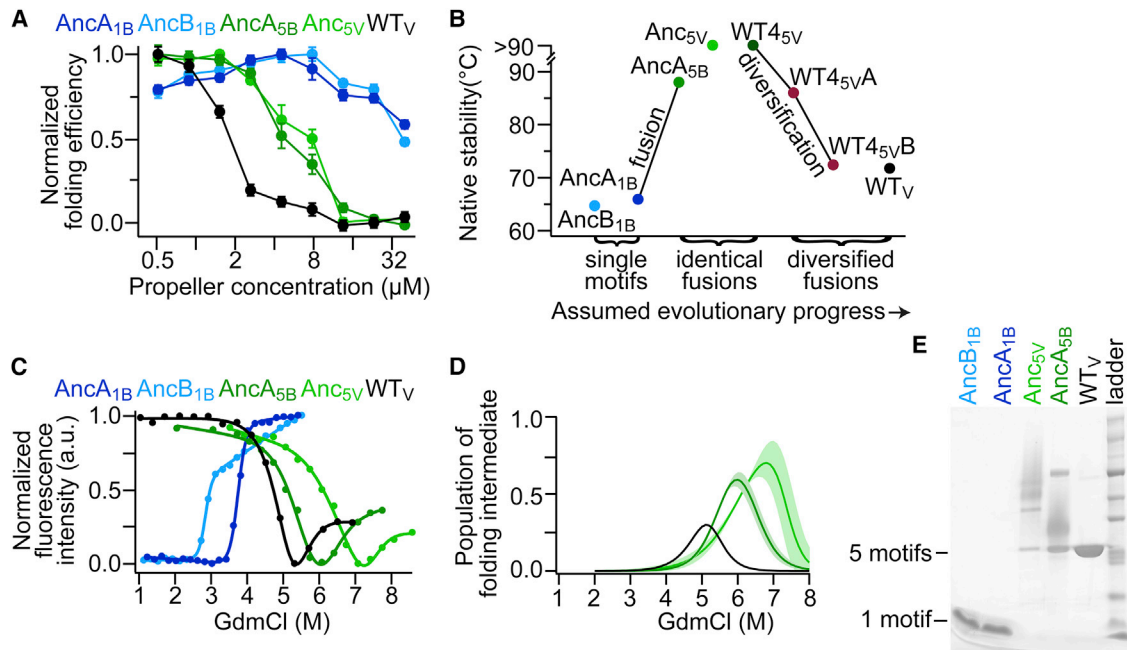 A
AncA1B AncB1B AncA5B Anc5V WTV
Normalized
folding efficiency
1.0
0.5
0.0
0.5 2 8 32
Propeller concentration (µM)
B
Native stability(°C)
>90
90
80
70
60
AncB1B
AncA1B
fusion
AncA5B
Anc5V
WT45V
diversification
WT45VA
WT45VB
WTV
single
motifs
identical
fusions
diversified
fusions
Assumed evolutionary progress→
C
AncA1B AncB1B AncA5B Anc5V WTV
Normalized
fluorescence
intensity (a.u.)
1.0
0.5
0.0
1 2 3 4 5 6 7 8
GdmCl (M)
D
Population of
folding intermediate
1.0
0.5
0.0
1 2 3 4 5 6 7 8
GdmCl (M)
E
AncB1B
AncA1B
Anc5V
AncA5B
WTV
ladder
5 motifs
1 motif